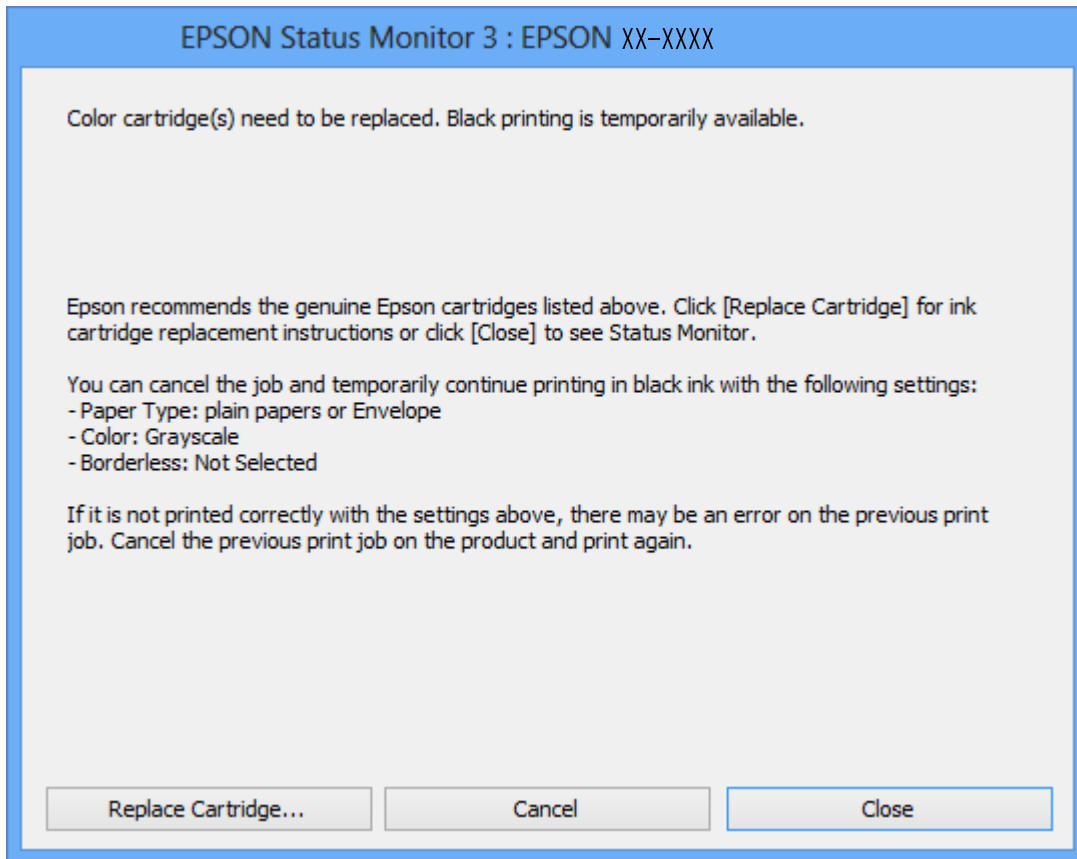 EPSON Status Monitor 3 : EPSON XX-XXXX
Color cartridge(s) need to be replaced. Black printing is temporarily available.
Epson recommends the genuine Epson cartridges listed above. Click [Replace Cartridge] for ink
cartridge replacement instructions or click [Close] to see Status Monitor.
You can cancel the job and temporarily continue printing in black ink with the following settings:
- Paper Type: plain papers or Envelope
- Color: Grayscale
- Borderless: Not Selected
If it is not printed correctly with the settings above, there may be an error on the previous print
job. Cancel the previous print job on the product and print again.
Replace Cartridge...
Cancel
Close